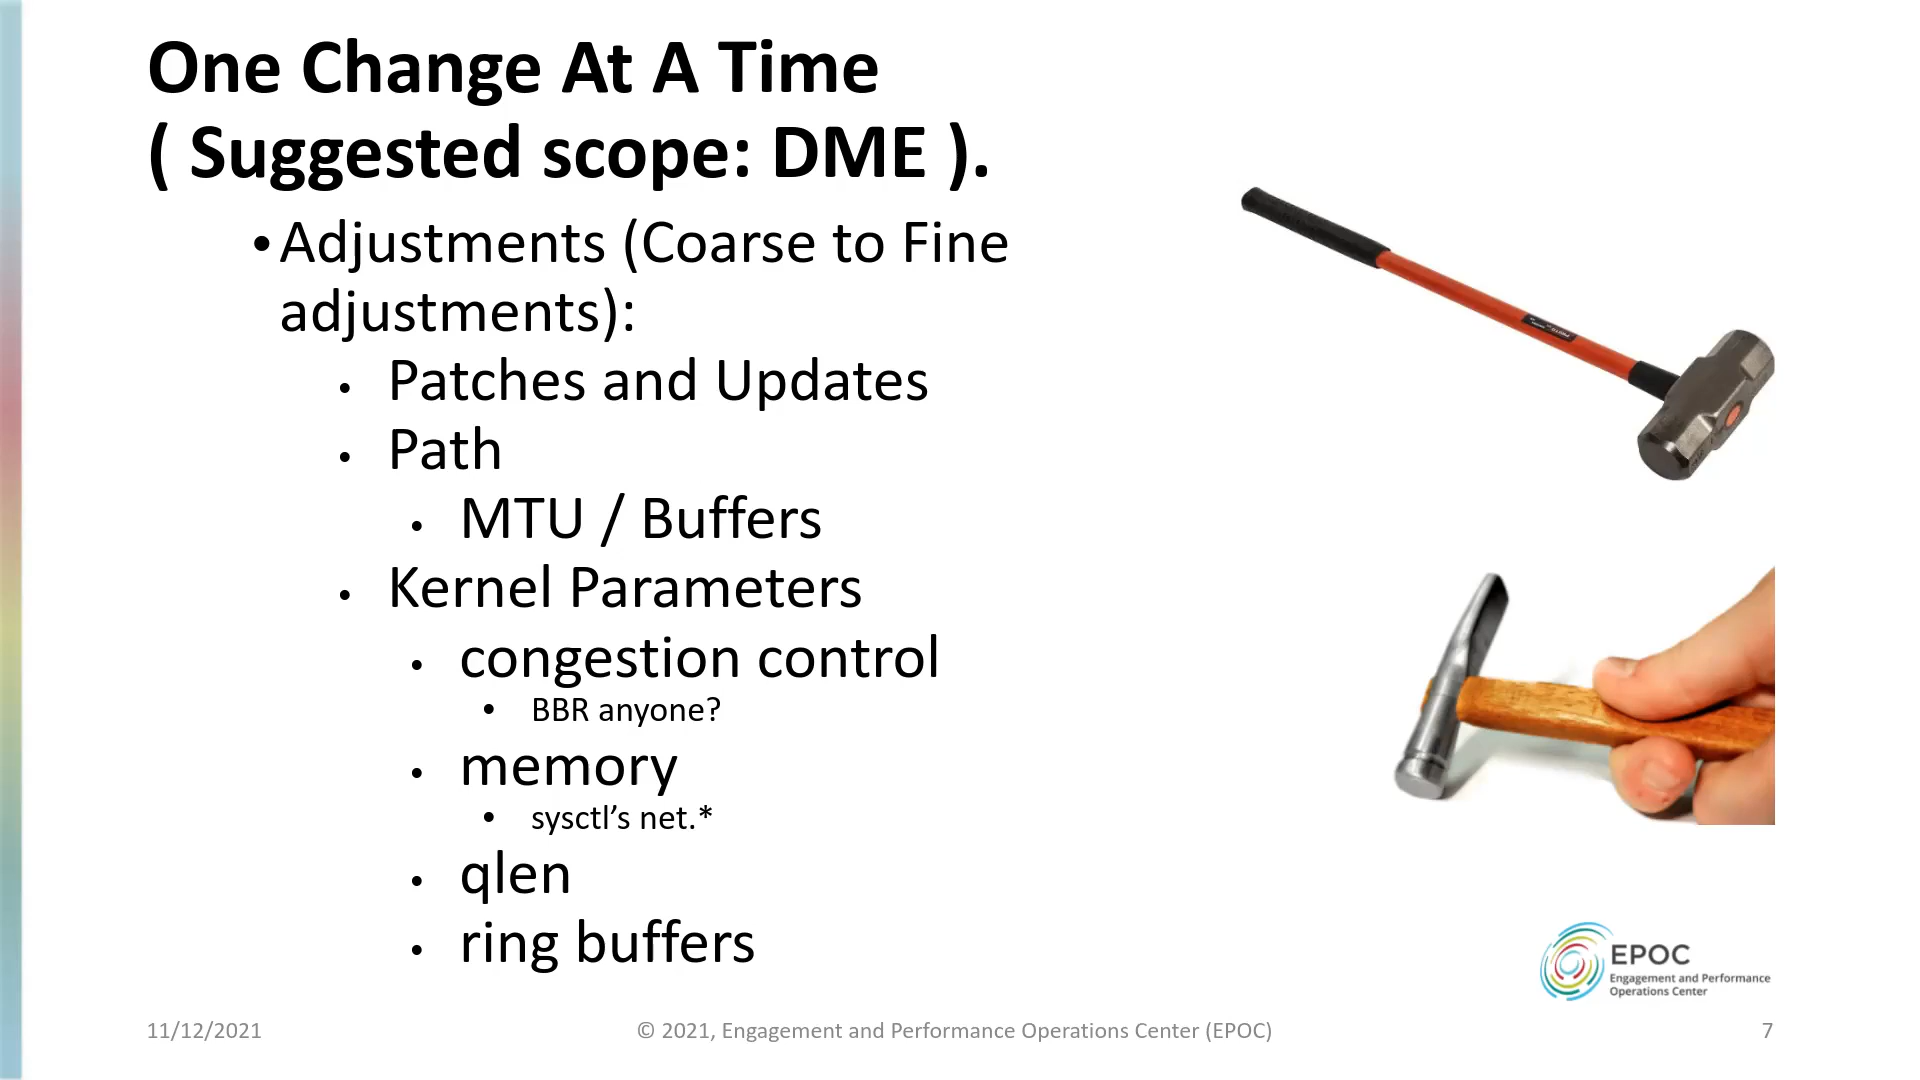 One Change At A Time
( Suggested scope: DME ).
• Adjustments (Coarse to Fine
adjustments):
• Patches and Updates
• Path
• MTU / Buffers
• Kernel Parameters
• congestion control
• BBR anyone?
• memory
• sysctl’s net.*
• qlen
• ring buffers
EPOC
Engagement and Performance
Operations Center
11/12/2021
© 2021, Engagement and Performance Operations Center (EPOC)
7